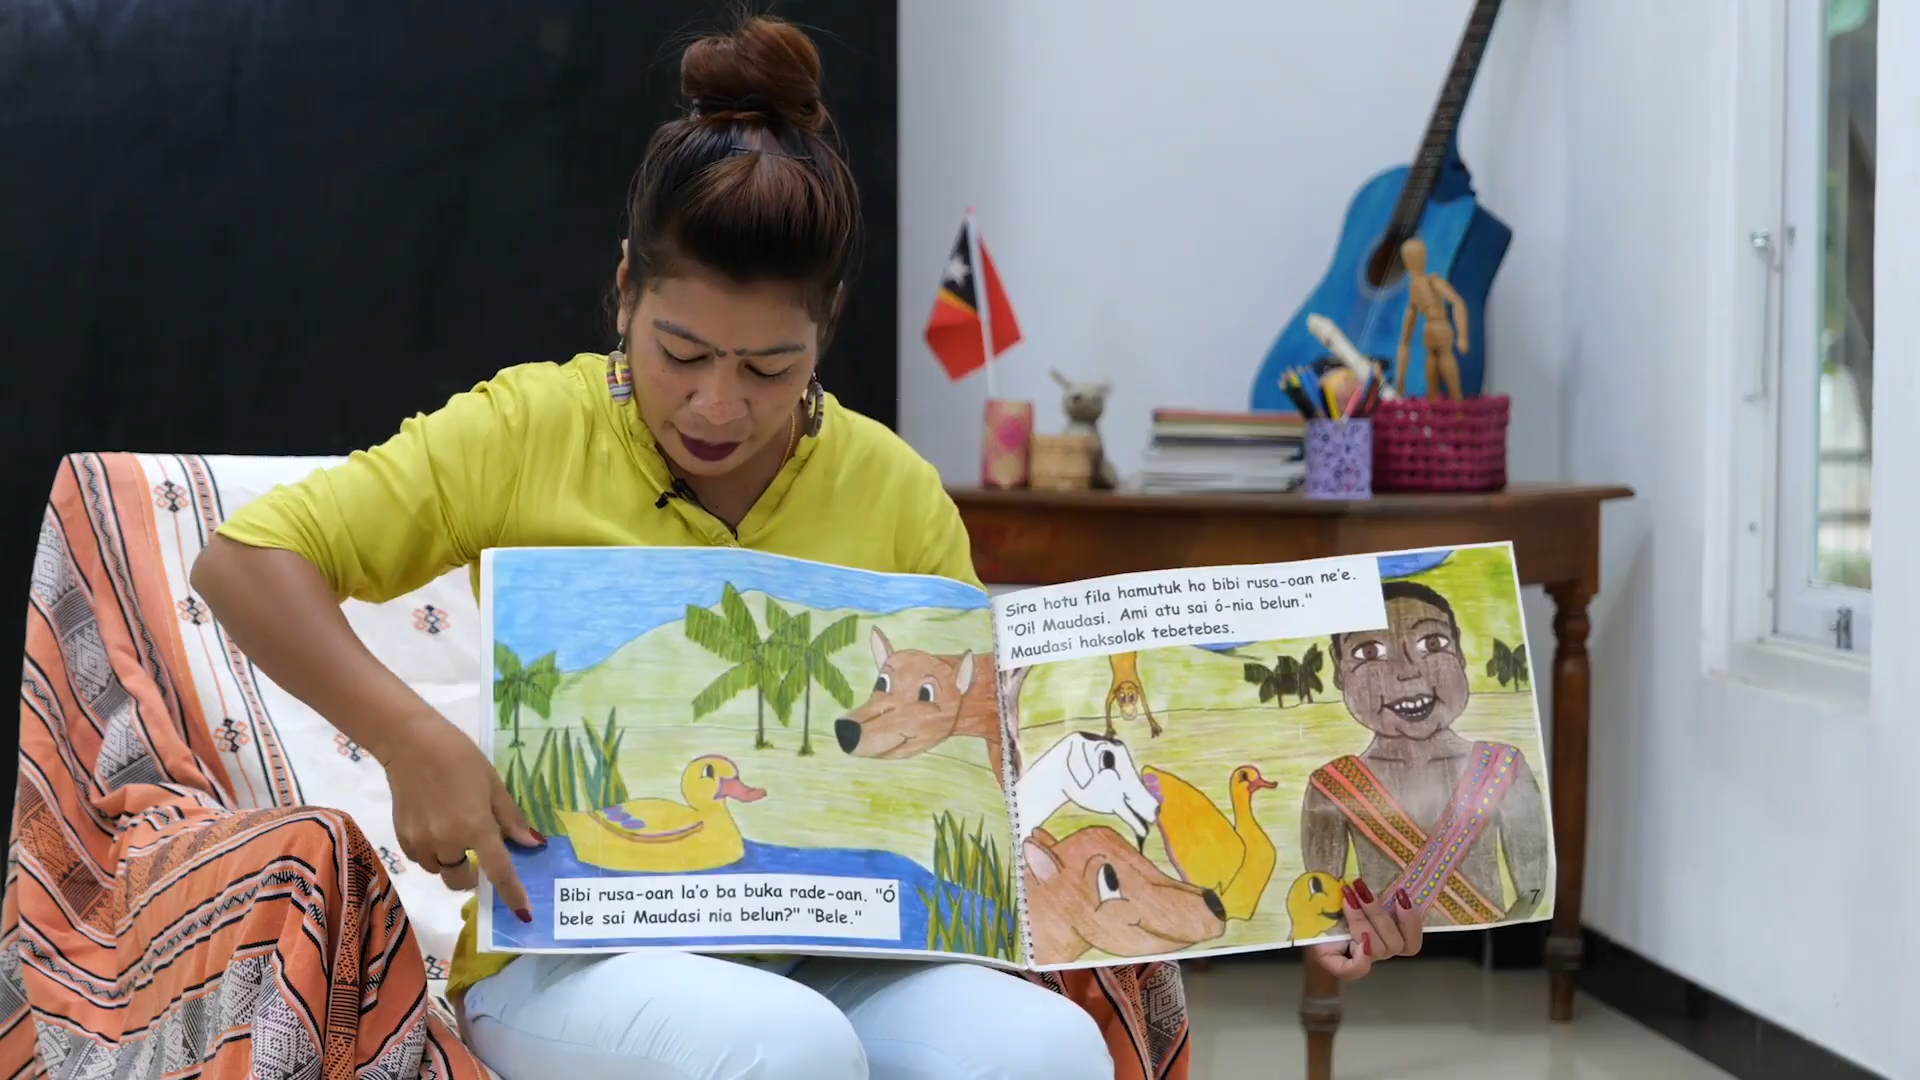 Bibi rusa-oan la'o ba buka rade-oan. "Ó
bele sai Maudasi nia belun?" "Bele."
Sira hotu fila hamutuk ho bibi rusa-oan ne'e.
"Oi! Maudasi. Ami atu sai ó-nia belun."
Maudasi haksolok tebetebes.
7